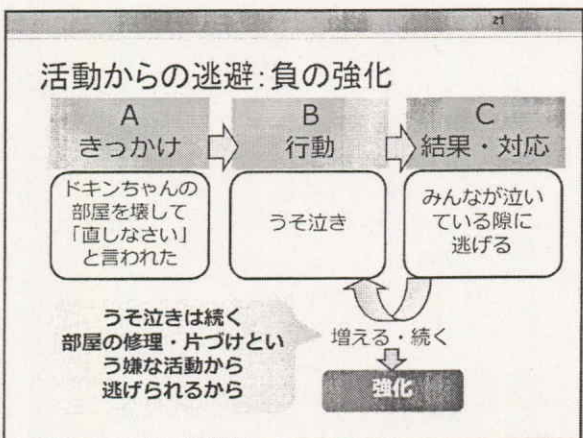 21
活動からの逃避:負の強化
A
きっかけ
B
行動
C
結果・対応
ドキンちゃんの
部屋を壊して
「直しなさい」
と言われた
うそ泣き
みんなが泣い
ている隙に
逃げる
うそ泣きは続く
部屋の修理・片づけとい
う嫌な活動から
逃げられるから
増える・続く
強化